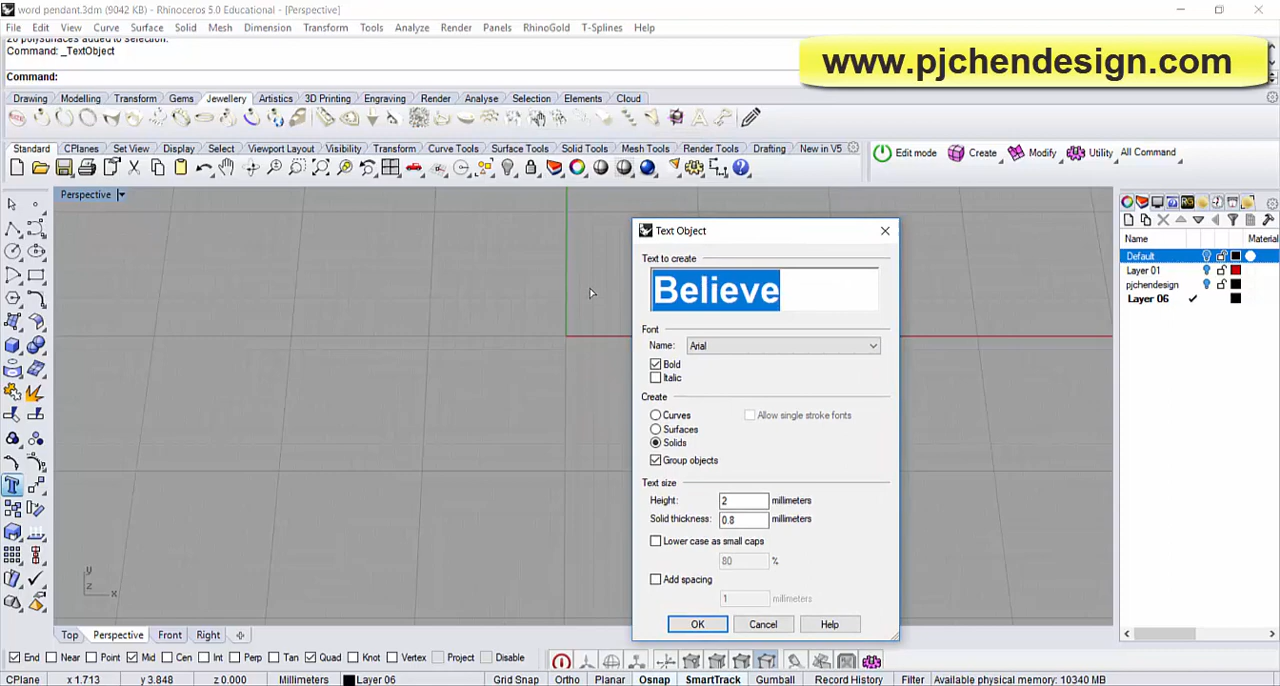 word pendant.3dm (9042 KB) - Rhinoceros 5.0 Educational - [Perspective]
File Edit View Curve Surface Solid Mesh Dimension Transform Tools Analyze Render Panels RhinoGold T-Splines Help
20 polysurfaces added to selection.
Command: _TextObject
Command:
www.pjchendesign.com
Drawing Modelling Transform Gems Jewellery Artistics 3D Printing Engraving Render Analyse Selection Elements Cloud
Standard CPlanes Set View Display Select Viewport Layout Visibility Transform Curve Tools Surface Tools Solid Tools Mesh Tools Render Tools Drafting New in V5
Edit mode Create Modify Utility All Command
Perspective
Text Object
Text to create
Believe
Font
Name: Arial
Bold
Italic
Create
Curves
Allow single stroke fonts
Surfaces
Solids
Group objects
Text size
Height: 2 millimeters
Solid thickness: 0.8 millimeters
Lower case as small caps
80 %
Add spacing
1 millimeters
OK Cancel Help
Name Material
Default
Layer 01
pjchendesign
Layer 06
y
z x
Top Perspective Front Right
End Near Point Mid Cen Int Perp Tan Quad Knot Vertex Project Disable
CPlane x 1.713 y 3.848 z 0.000 Millimeters Layer 06 Grid Snap Ortho Planar Osnap SmartTrack Gumball Record History Filter Available physical memory: 10340 MB